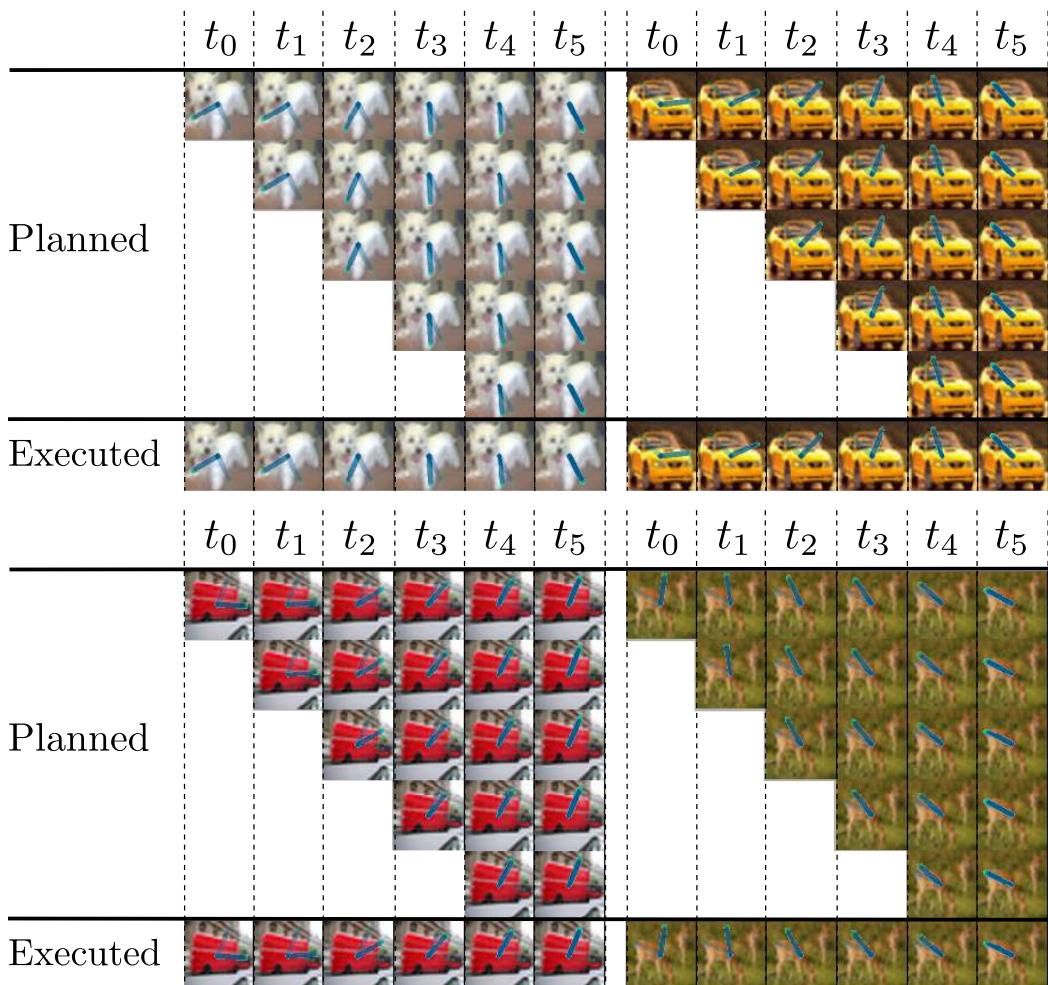 t₀ t₁ t₂ t₃ t₄ t₅ t₀ t₁ t₂ t₃ t₄ t₅
Planned
Executed
t₀ t₁ t₂ t₃ t₄ t₅ t₀ t₁ t₂ t₃ t₄ t₅
Planned
Executed